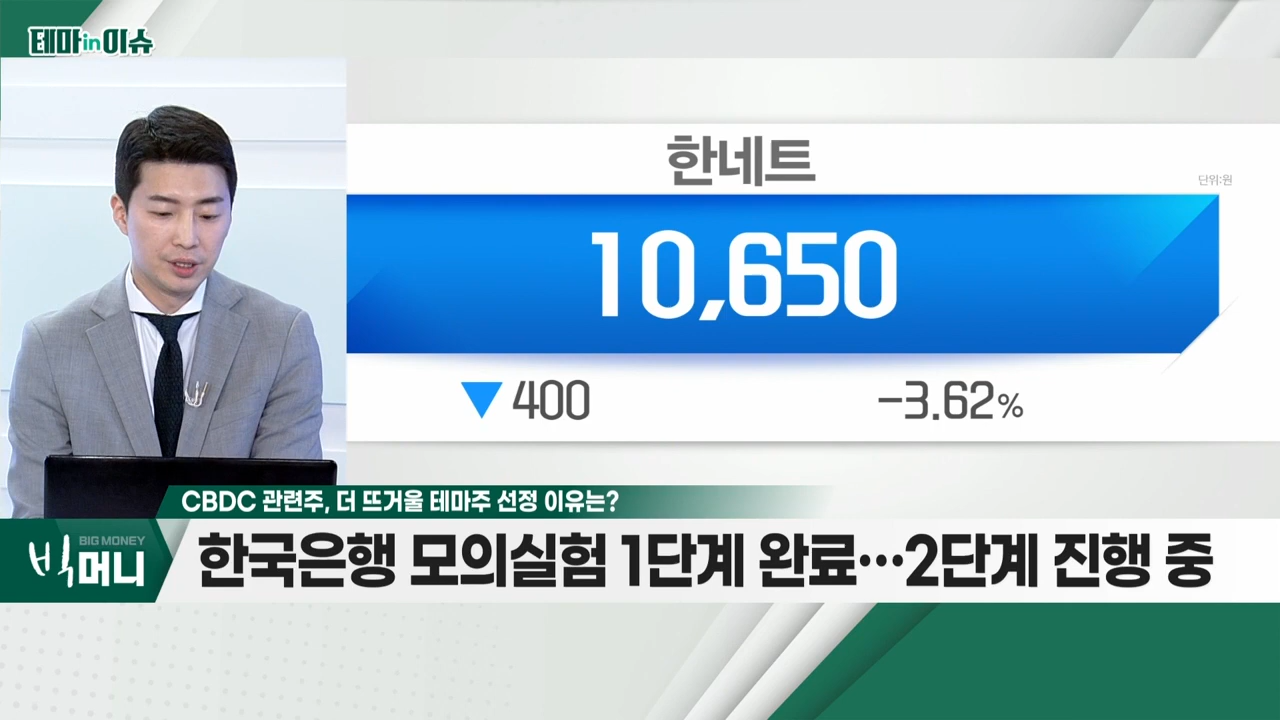 테마in이슈
한네트
단위:원
10,650
▼400 -3.62%
CBDC 관련주, 더 뜨거울 테마주 선정 이유는?
BIG MONEY
빅머니
한국은행 모의실험 1단계 완료…2단계 진행 중